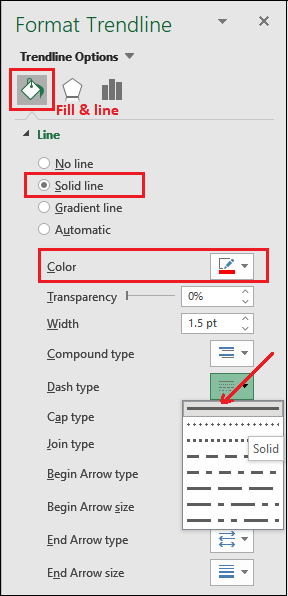 Format Trendline
Trendline Options
Fill & line
Line
No line
Solid line
Gradient line
Automatic
Color
Transparency 0%
Width 1.5 pt
Compound type
Dash type
Cap type
Join type
Solid
Begin Arrow type
Begin Arrow size
End Arrow type
End Arrow size